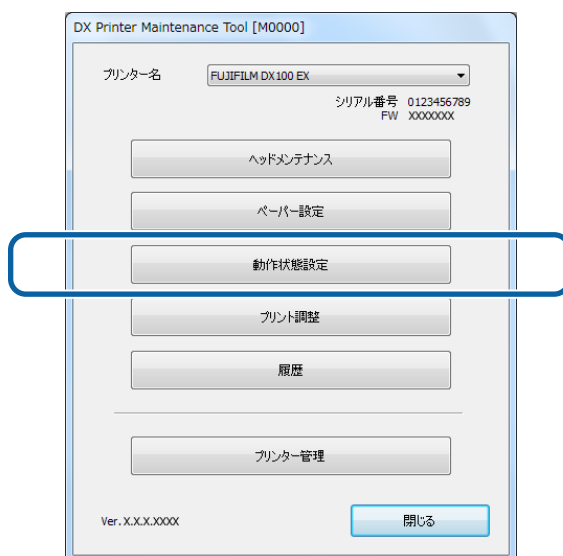 DX Printer Maintenance Tool [M0000]
プリンター名 FUJIFILM DX100 EX
シリアル番号 0123456789
FW XXXXXXX
ヘッドメンテナンス
ペーパー設定
動作状態設定
プリント調整
履歴
プリンター管理
Ver.X.X.X.XXXX 閉じる